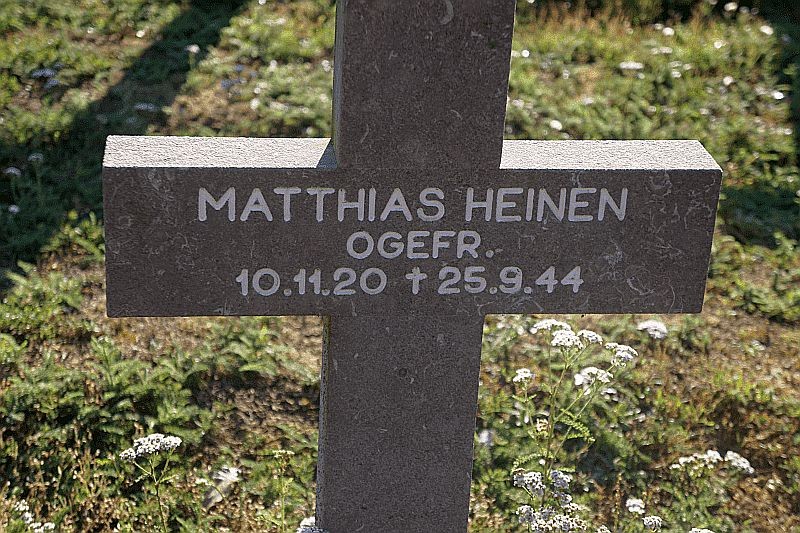 MATTHIAS HEINEN
OGEFR.
10.11.20 ✝ 25.9.44